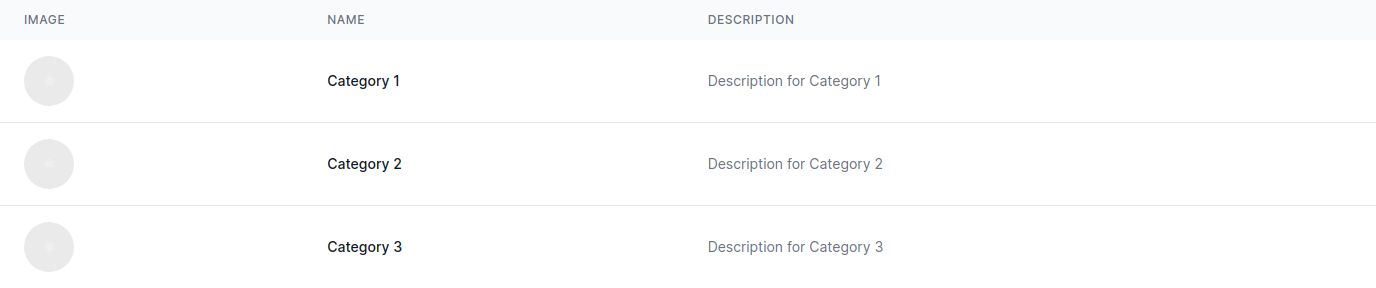 IMAGE NAME DESCRIPTION
Category 1 Description for Category 1
Category 2 Description for Category 2
Category 3 Description for Category 3